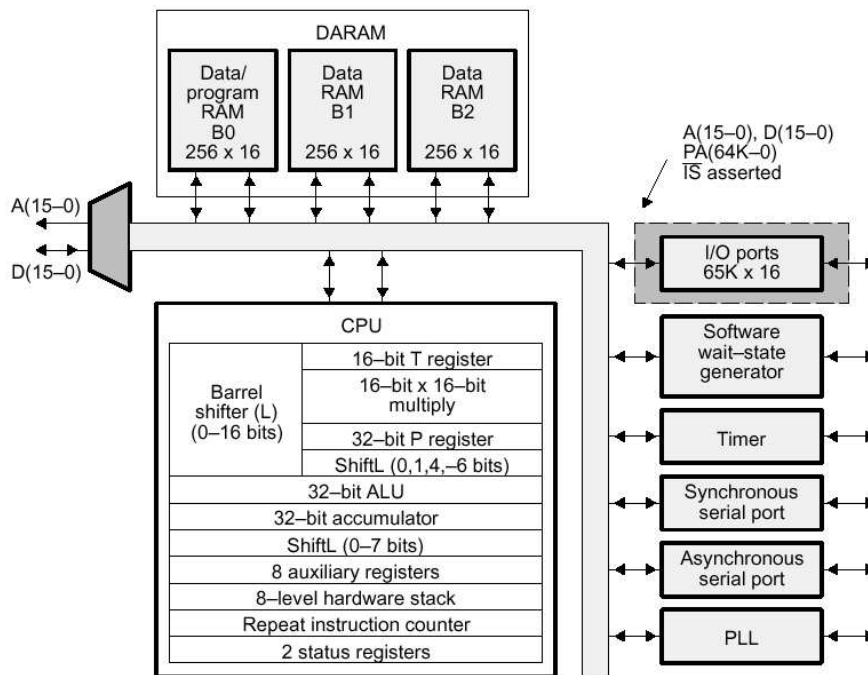 DARAM
Data/
program
RAM
B0
256 x 16
Data
RAM
B1
256 x 16
Data
RAM
B2
256 x 16
A(15–0), D(15–0)
PA(64K–0)
IS asserted
A(15–0)
D(15–0)
I/O ports
65K x 16
CPU
Barrel
shifter (L)
(0–16 bits)
16–bit T register
16–bit x 16–bit
multiply
32–bit P register
ShiftL (0,1,4,–6 bits)
32–bit ALU
32–bit accumulator
ShiftL (0–7 bits)
8 auxiliary registers
8–level hardware stack
Repeat instruction counter
2 status registers
Software
wait–state
generator
Timer
Synchronous
serial port
Asynchronous
serial port
PLL